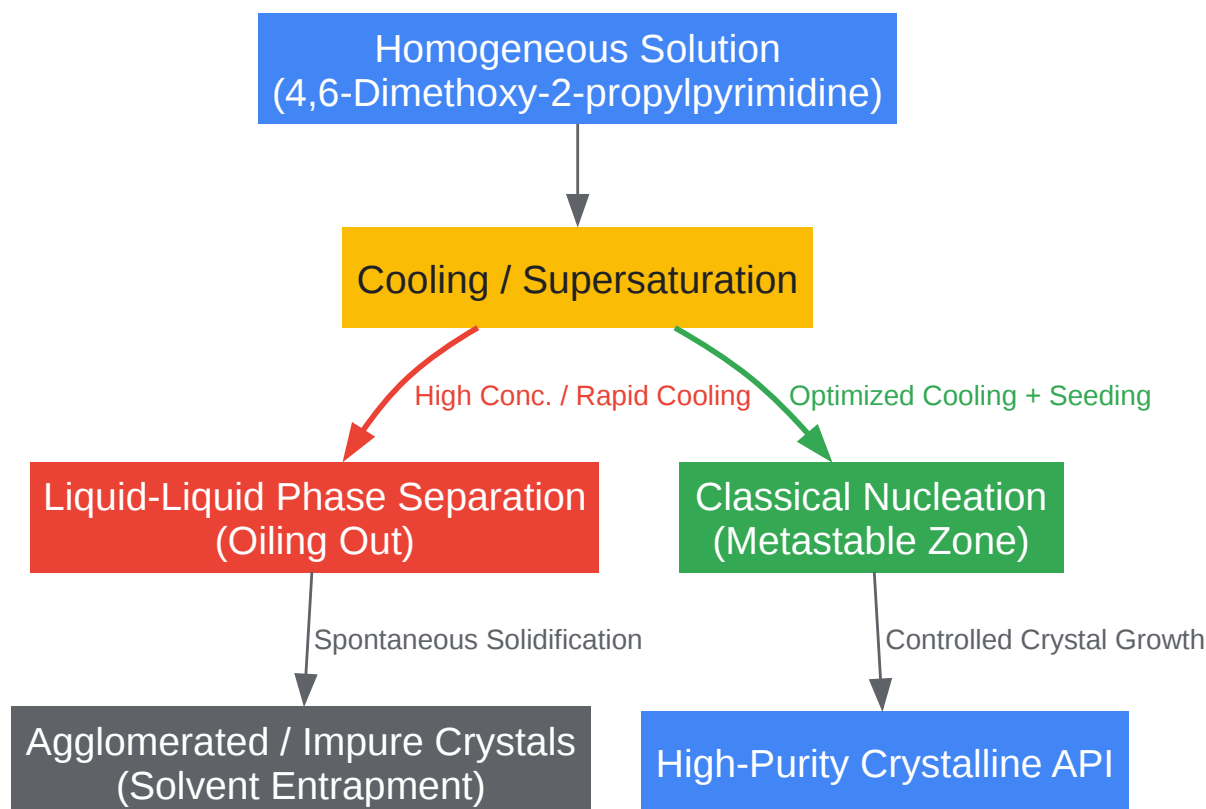 Homogeneous Solution
(4,6-Dimethoxy-2-propylpyrimidine)
Cooling / Supersaturation
High Conc. / Rapid Cooling
Optimized Cooling + Seeding
Liquid-Liquid Phase Separation
(Oiling Out)
Classical Nucleation
(Metastable Zone)
Spontaneous Solidification
Controlled Crystal Growth
Agglomerated / Impure Crystals
(Solvent Entrapment)
High-Purity Crystalline API